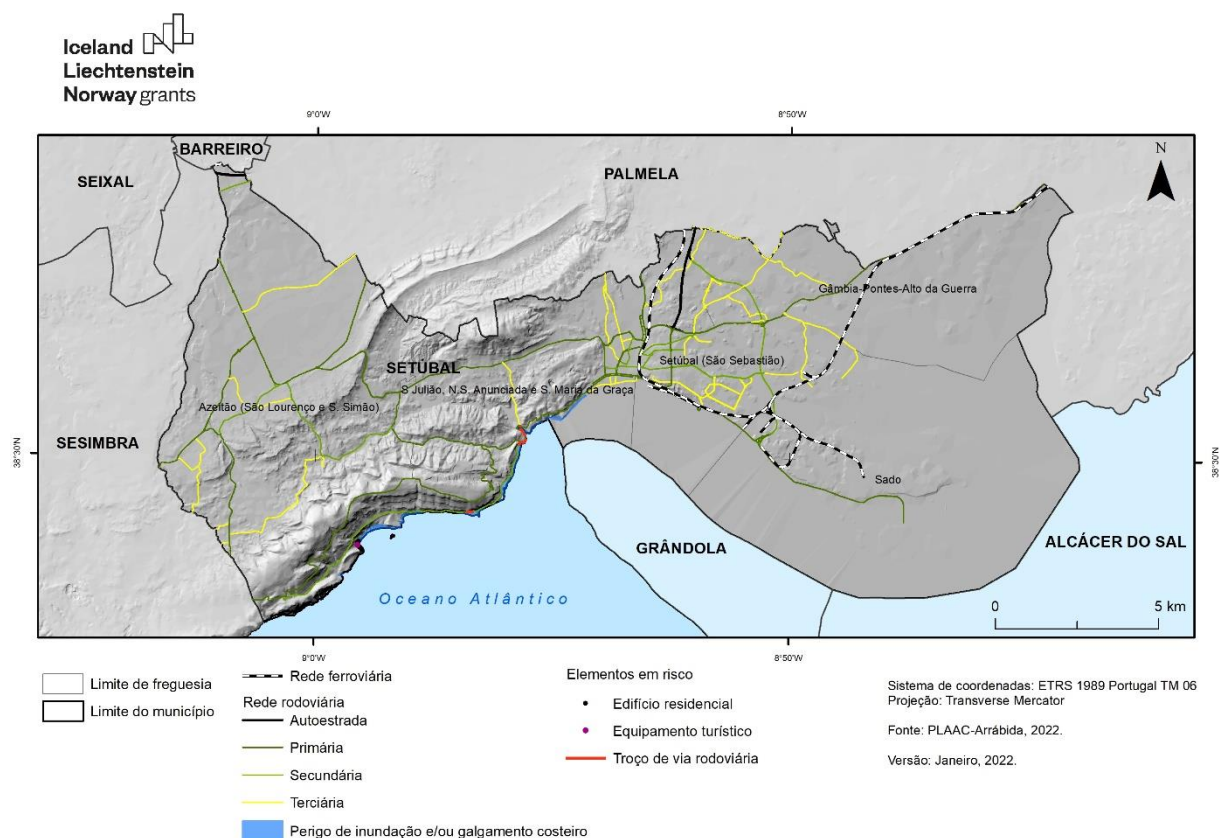 Iceland
Liechtenstein
Norway grants
9°0'W
8°50'W
BARREIRO
SEIXAL
PALMELA
N
Gâmbia-Pontes-Alto da Guerra
SETÚBAL
Setúbal (São Sebastião)
S Julião, N.S. Anunciada e S. Maria da Graça
Azeitão (São Lourenço e S. Simão)
SESIMBRA
38°30'N
38°30'N
Sado
GRÂNDOLA
ALCÁCER DO SAL
Oceano Atlântico
0
5 km
9°0'W
8°50'W
Limite de freguesia
Limite do município
Rede ferroviária
Rede rodoviária
Autoestrada
Primária
Secundária
Terciária
Perigo de inundação e/ou galgamento costeiro
Elementos em risco
Edifício residencial
Equipamento turístico
Troço de via rodoviária
Sistema de coordenadas: ETRS 1989 Portugal TM 06
Projeção: Transverse Mercator
Fonte: PLAAC-Arrábida, 2022.
Versão: Janeiro, 2022.